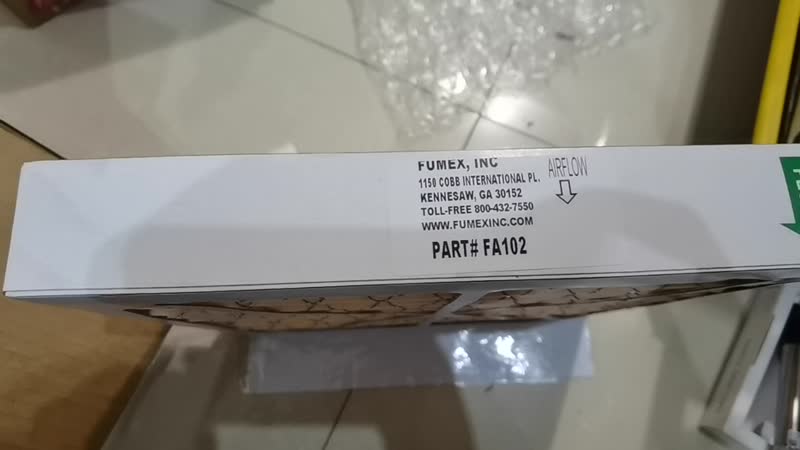 FUMEX, INC
1150 COBB INTERNATIONAL PL.
KENNESAW, GA 30152
TOLL-FREE 800-432-7550
WWW.FUMEXINC.COM
PART# FA102
AIRFLOW